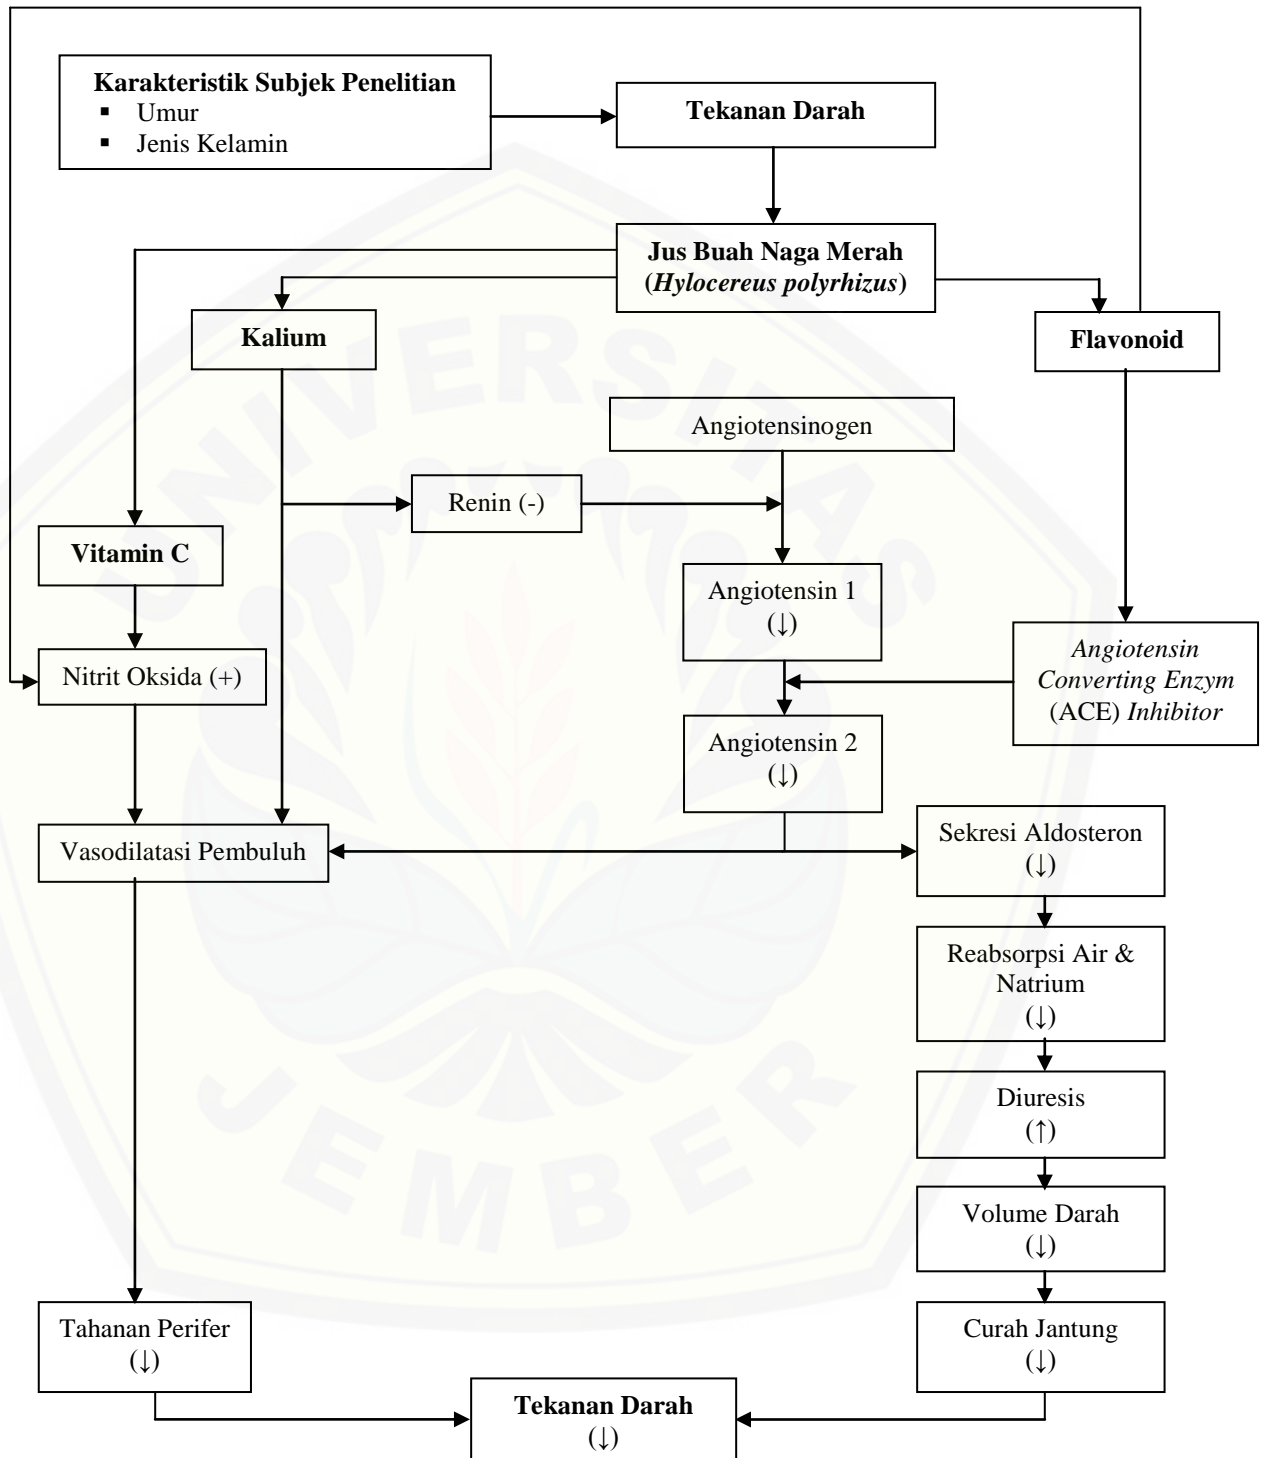 Karakteristik Subjek Penelitian
▪ Umur
▪ Jenis Kelamin
Tekanan Darah
Jus Buah Naga Merah
(Hylocereus polyrhizus)
Kalium
Flavonoid
Angiotensinogen
Renin (-)
Vitamin C
Angiotensin 1
(↓)
Angiotensin
Converting Enzym
(ACE) Inhibitor
Nitrit Oksida (+)
Angiotensin 2
(↓)
Vasodilatasi Pembuluh
Sekresi Aldosteron
(↓)
Reabsorpsi Air &
Natrium
(↓)
Diuresis
(↑)
Volume Darah
(↓)
Tahanan Perifer
(↓)
Curah Jantung
(↓)
Tekanan Darah
(↓)
UNIVERSITAS
JEMBER